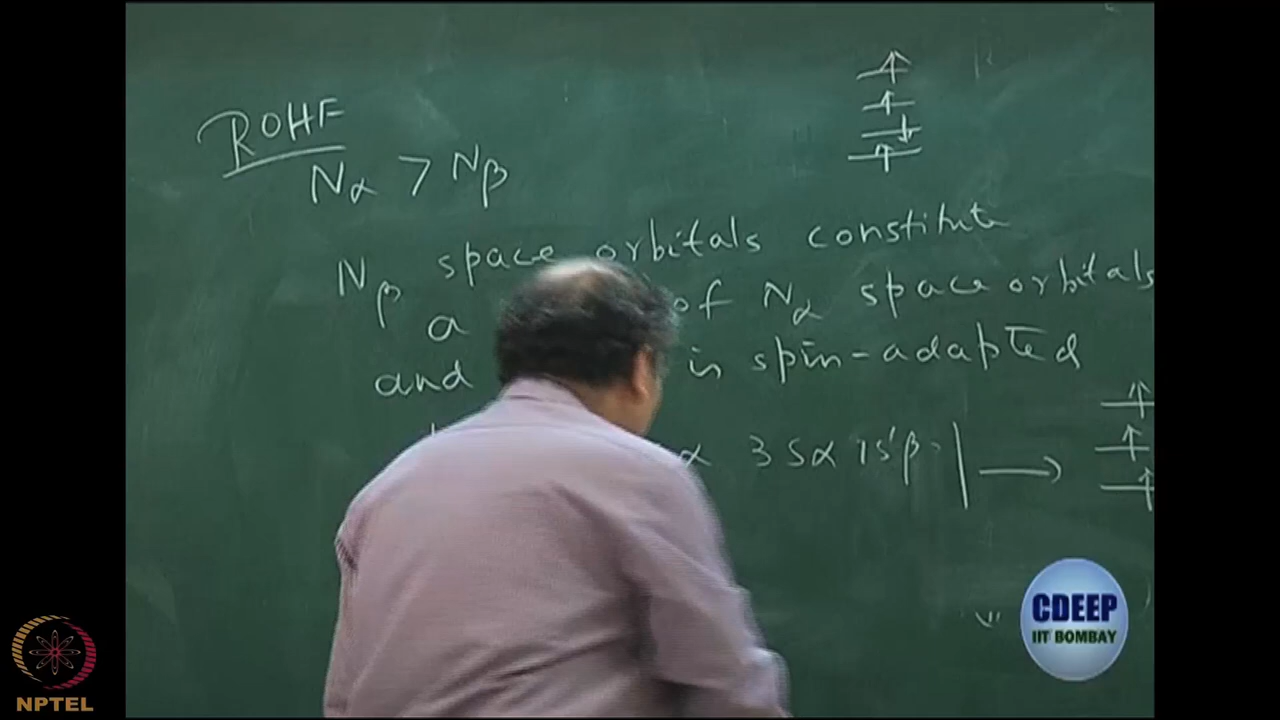 ROHF
Nα > Nβ
Nβ space orbitals constitute
a of Nα space orbitals
and is spin-adapted
α 3sα 1s'β
CDEEP
IIT BOMBAY
NPTEL